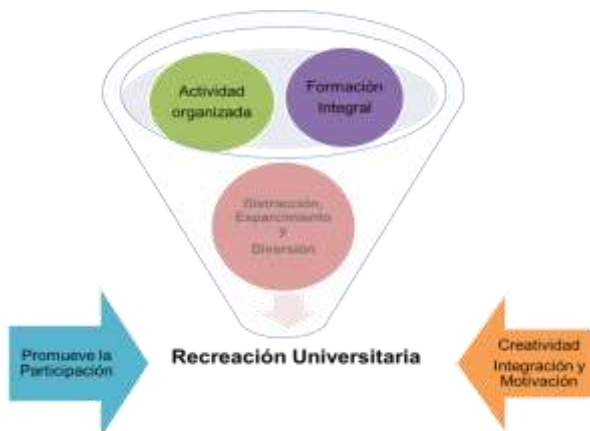 Actividad
organizada
Formación
Integral
Distracción,
Esparcimiento
y
Diversión
Promueve la
Participación
Recreación Universitaria
Creatividad
Integración y
Motivación